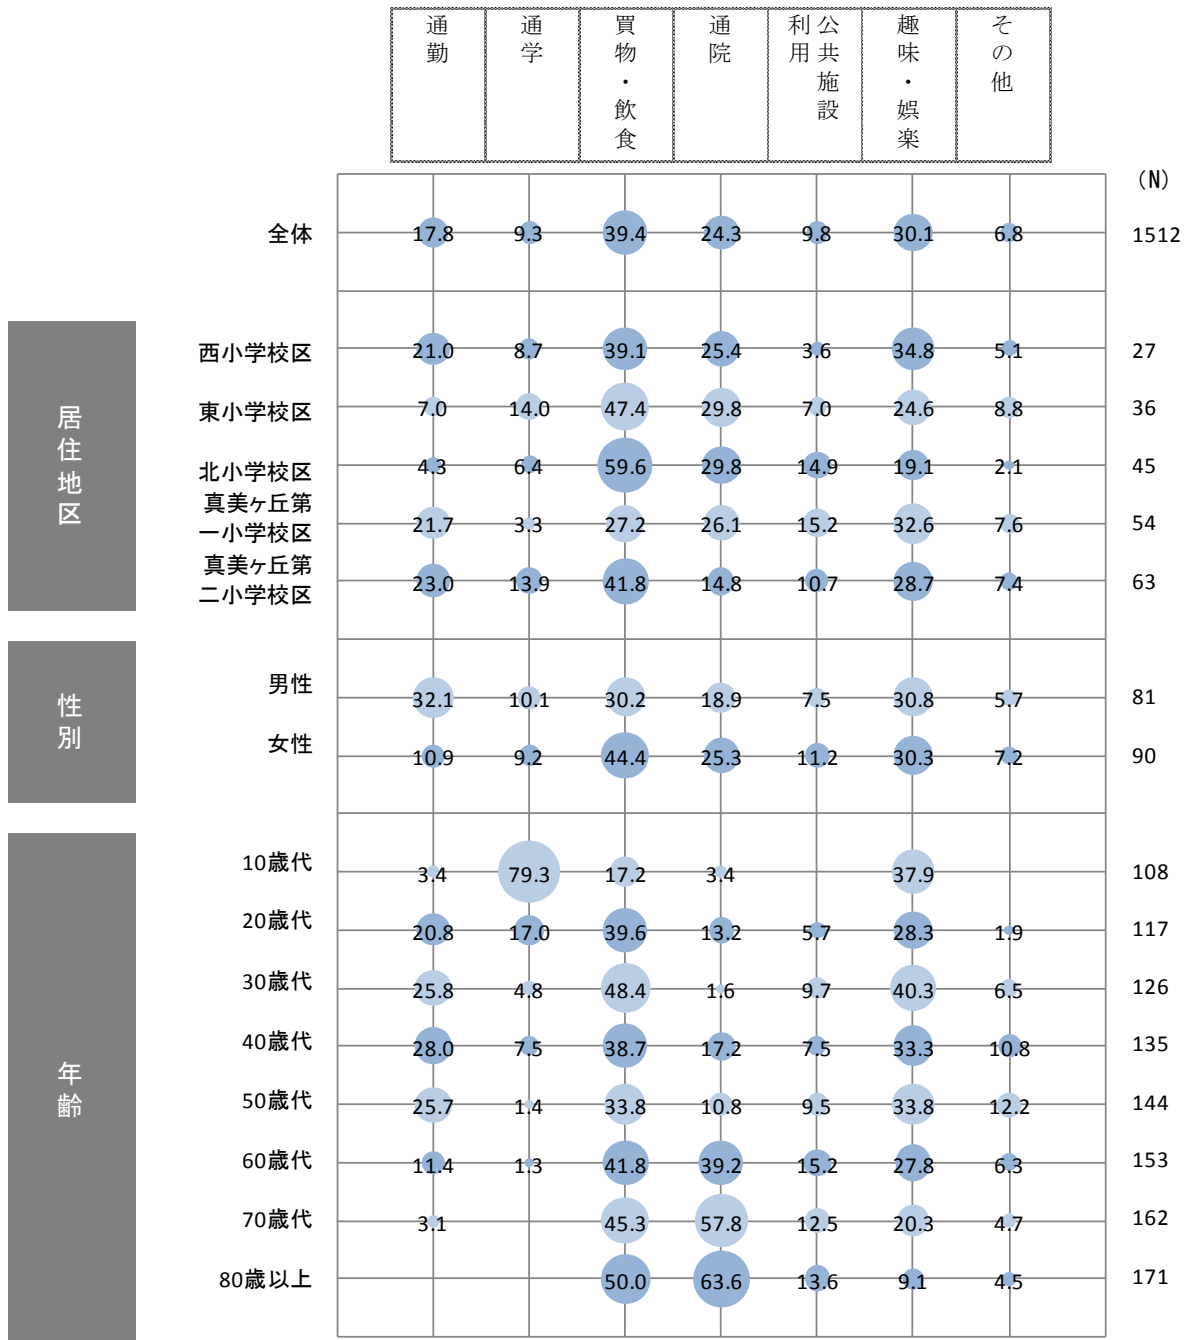 通勤
通学
買物・飲食
通院
公共施設
利用
趣味・娯楽
その他
(N)
全体 17.8 9.3 39.4 24.3 9.8 30.1 6.8 1512
居住地区
西小学校区 21.0 8.7 39.1 25.4 3.6 34.8 5.1 27
東小学校区 7.0 14.0 47.4 29.8 7.0 24.6 8.8 36
北小学校区 4.3 6.4 59.6 29.8 14.9 19.1 2.1 45
真美ヶ丘第
一小学校区 21.7 3.3 27.2 26.1 15.2 32.6 7.6 54
真美ヶ丘第
二小学校区 23.0 13.9 41.8 14.8 10.7 28.7 7.4 63
性別
男性 32.1 10.1 30.2 18.9 7.5 30.8 5.7 81
女性 10.9 9.2 44.4 25.3 11.2 30.3 7.2 90
年齢
10歳代 3.4 79.3 17.2 3.4 37.9 108
20歳代 20.8 17.0 39.6 13.2 5.7 28.3 1.9 117
30歳代 25.8 4.8 48.4 1.6 9.7 40.3 6.5 126
40歳代 28.0 7.5 38.7 17.2 7.5 33.3 10.8 135
50歳代 25.7 1.4 33.8 10.8 9.5 33.8 12.2 144
60歳代 11.4 1.3 41.8 39.2 15.2 27.8 6.3 153
70歳代 3.1 45.3 57.8 12.5 20.3 4.7 162
80歳以上 50.0 63.6 13.6 9.1 4.5 171